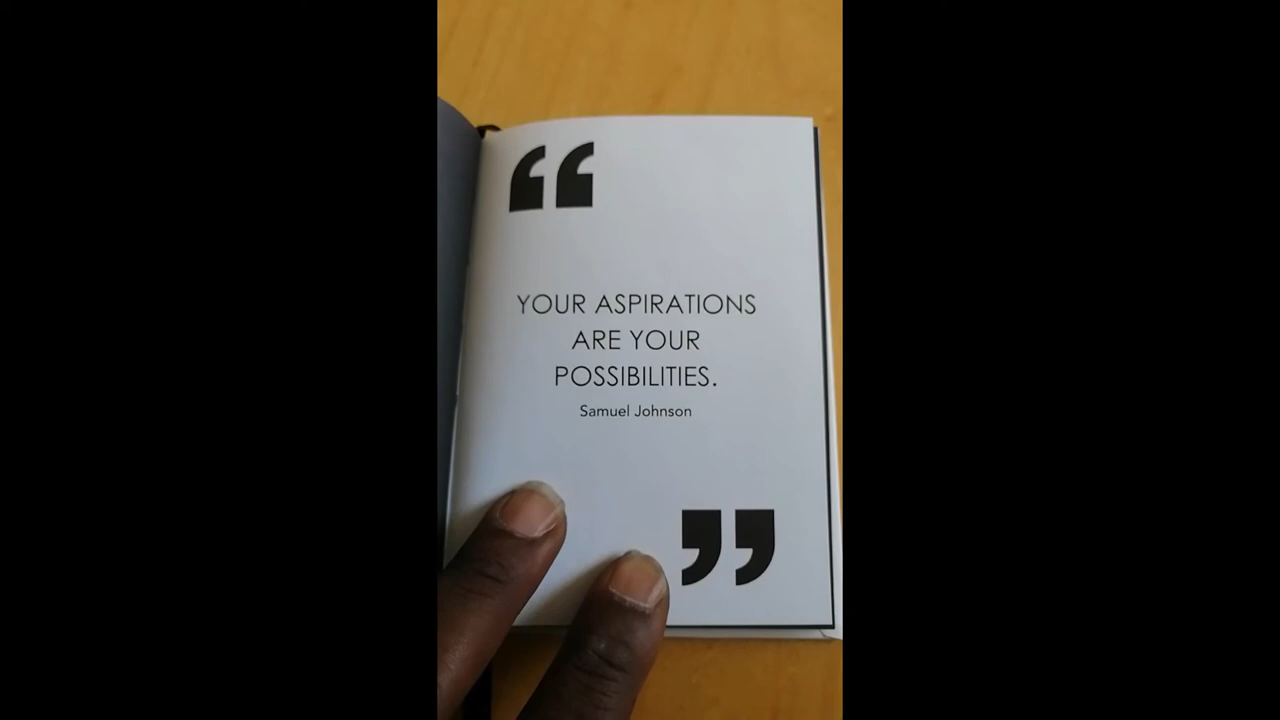 “
YOUR ASPIRATIONS
ARE YOUR
POSSIBILITIES.
Samuel Johnson
”